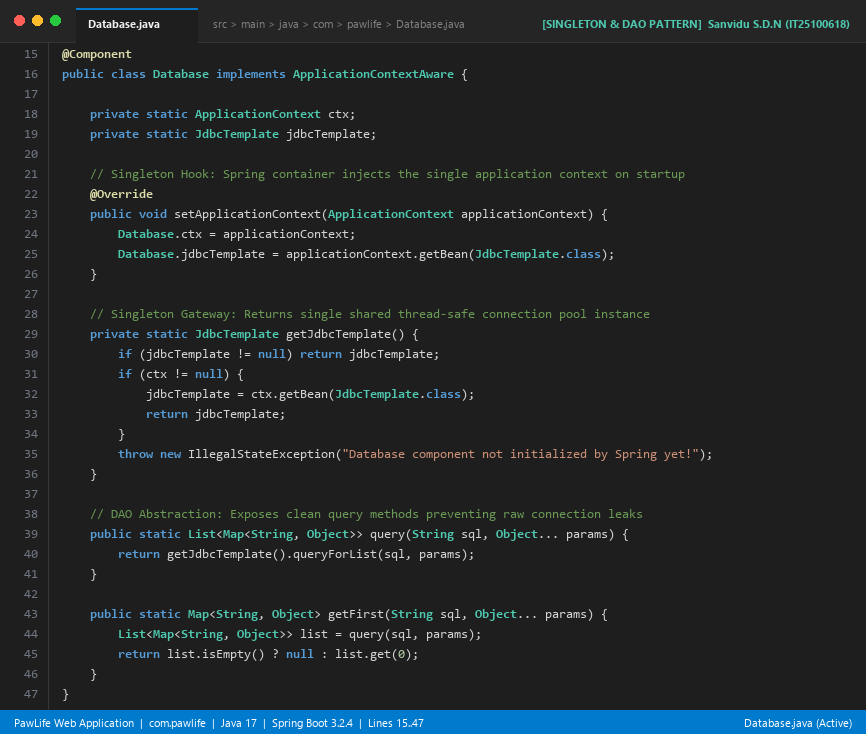 Database.java
src > main > java > com > pawlife > Database.java
[SINGLETON & DAO PATTERN] Sanvidu S.D.N (IT25100618)
15 @Component
16 public class Database implements ApplicationContextAware {
17
18     private static ApplicationContext ctx;
19     private static JdbcTemplate jdbcTemplate;
20
21     // Singleton Hook: Spring container injects the single application context on startup
22     @Override
23     public void setApplicationContext(ApplicationContext applicationContext) {
24         Database.ctx = applicationContext;
25         Database.jdbcTemplate = applicationContext.getBean(JdbcTemplate.class);
26     }
27
28     // Singleton Gateway: Returns single shared thread-safe connection pool instance
29     private static JdbcTemplate getJdbcTemplate() {
30         if (jdbcTemplate != null) return jdbcTemplate;
31         if (ctx != null) {
32             jdbcTemplate = ctx.getBean(JdbcTemplate.class);
33             return jdbcTemplate;
34         }
35         throw new IllegalStateException("Database component not initialized by Spring yet!");
36     }
37
38     // DAO Abstraction: Exposes clean query methods preventing raw connection leaks
39     public static List<Map<String, Object>> query(String sql, Object... params) {
40         return getJdbcTemplate().queryForList(sql, params);
41     }
42
43     public static Map<String, Object> getFirst(String sql, Object... params) {
44         List<Map<String, Object>> list = query(sql, params);
45         return list.isEmpty() ? null : list.get(0);
46     }
47 }
PawLife Web Application | com.pawlife | Java 17 | Spring Boot 3.2.4 | Lines 15..47
Database.java (Active)